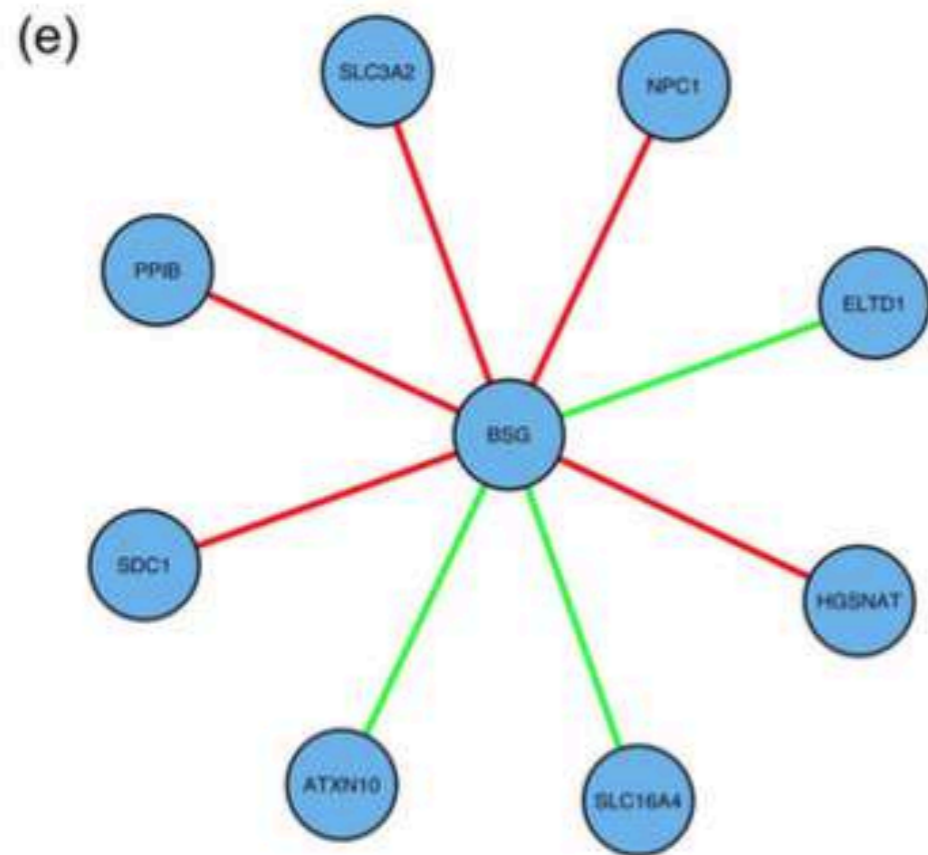 (e)
SLC3A2
NPC1
PPIB
ELTD1
BSG
SDC1
HGSNAT
ATXN10
SLC16A4